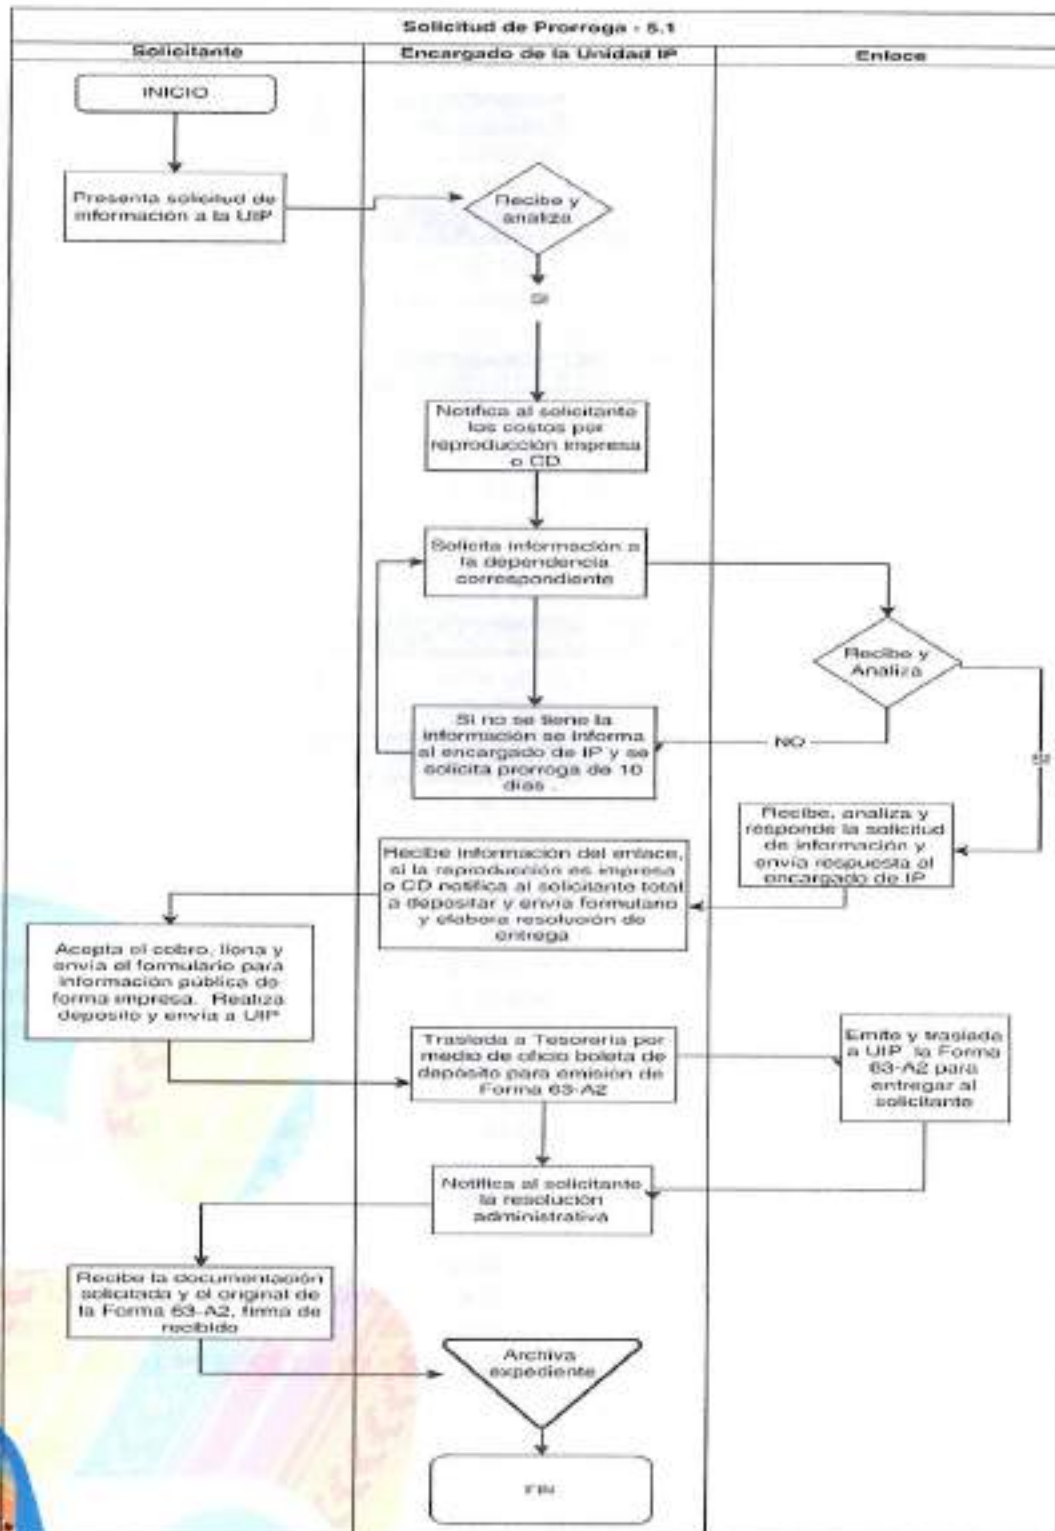 Solicitud de Prorroga - 5.1
Solicitante
Encargado de la Unidad IP
Enlace
INICIO
Presenta solicitud de
información a la UIP
Recibe y
analiza
SI
Notifica al solicitante
los costos por
reproducción impresa
o CD
Solicita información a
la dependencia
correspondiente
Recibe y
Analiza
NO
SI
Si no se tiene la
información se informa
al encargado de IP y se
solicita prorroga de 10
días .
Recibe, analiza y
responde la solicitud
de información y
envía respuesta al
encargado de IP
Recibe información del enlace,
si la reproducción es impresa
o CD notifica al solicitante total
a depositar y envía formulario
y elabora resolución de
entrega
Acepta el cobro, llena y
envía el formulario para
información pública de
forma impresa. Realiza
depósito y envía a UIP
Traslada a Tesorería por
medio de oficio boleta de
depósito para emisión de
Forma 63-A2
Emite y traslada
a UIP la Forma
63-A2 para
entregar al
solicitante
Notifica al solicitante
la resolución
administrativa
Recibe la documentación
solicitada y el original de
la Forma 63-A2, firma de
recibido
Archiva
expediente
FIN